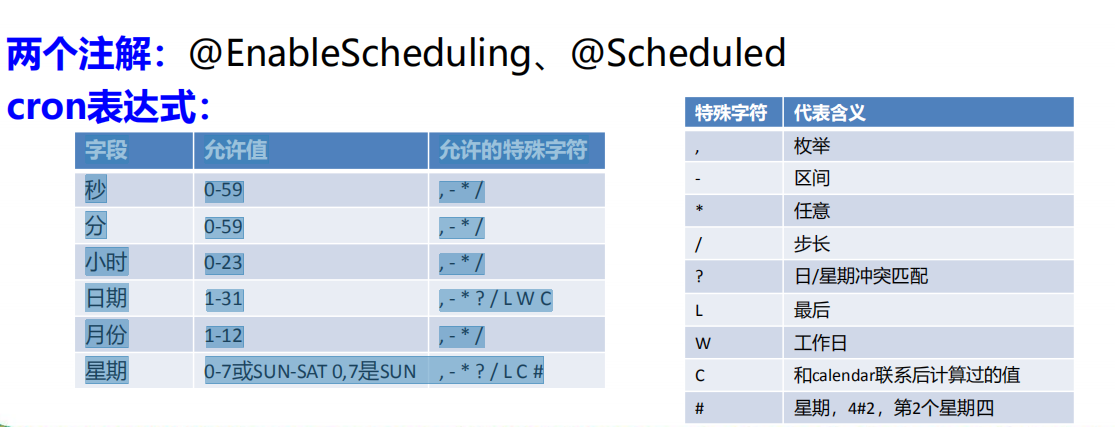 两个注解：@EnableScheduling、@Scheduled
cron表达式：
字段 允许值 允许的特殊字符
秒 0-59 , - * /
分 0-59 , - * /
小时 0-23 , - * /
日期 1-31 , - * ? / L W C
月份 1-12 , - * /
星期 0-7或SUN-SAT 0,7是SUN , - * ? / L C #
特殊字符 代表含义
, 枚举
- 区间
* 任意
/ 步长
? 日/星期冲突匹配
L 最后
W 工作日
C 和calendar联系后计算过的值
# 星期，4#2，第2个星期四